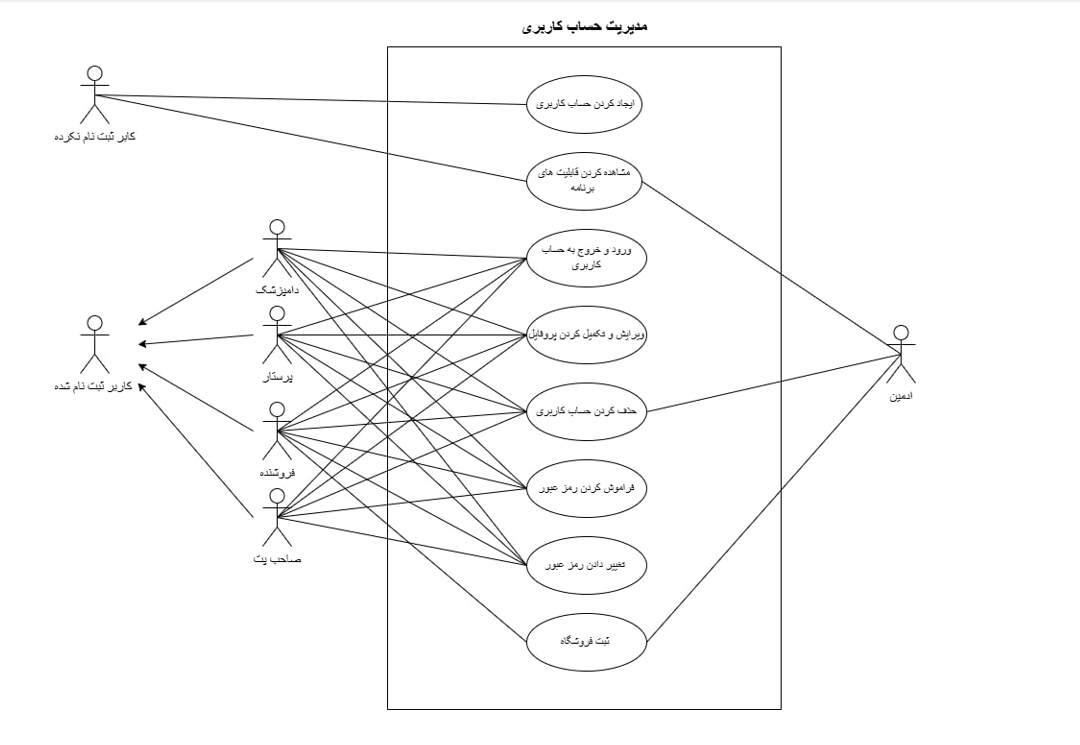 مدیریت حساب کاربری
ایجاد کردن حساب کاربری
کابر ثبت نام نکرده
مشاهده کردن قابلیت های
برنامه
ورود و خروج به حساب
کاربری
دامپزشک
ویرایش و تکمیل کردن پروفایل
پرستار
کاربر ثبت نام شده
ادمین
حذف کردن حساب کاربری
فروشنده
فراموش کردن رمز عبور
صاحب پت
تغییر دادن رمز عبور
ثبت فروشگاه